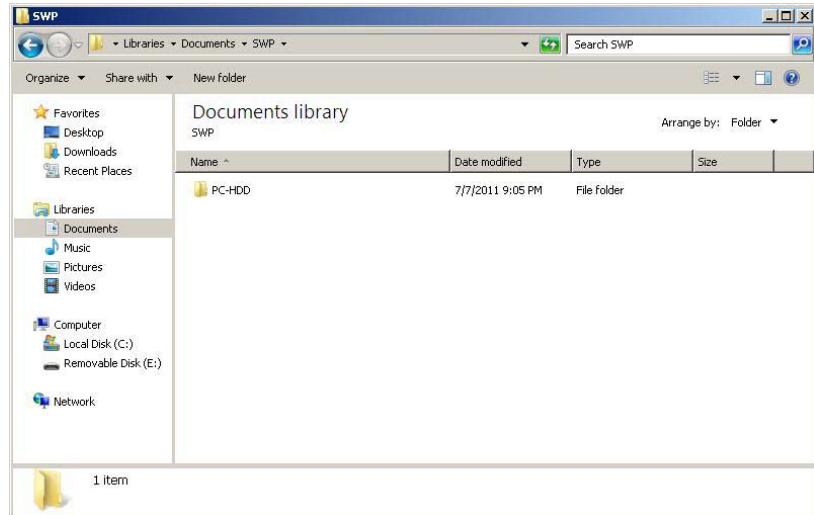 SWP
Libraries Documents SWP
Search SWP
Organize Share with New folder
Favorites
Desktop
Downloads
Recent Places
Libraries
Documents
Music
Pictures
Videos
Computer
Local Disk (C:)
Removable Disk (E:)
Network
Documents library
SWP
Arrange by: Folder
Name Date modified Type Size
PC-HDD 7/7/2011 9:05 PM File folder
1 item